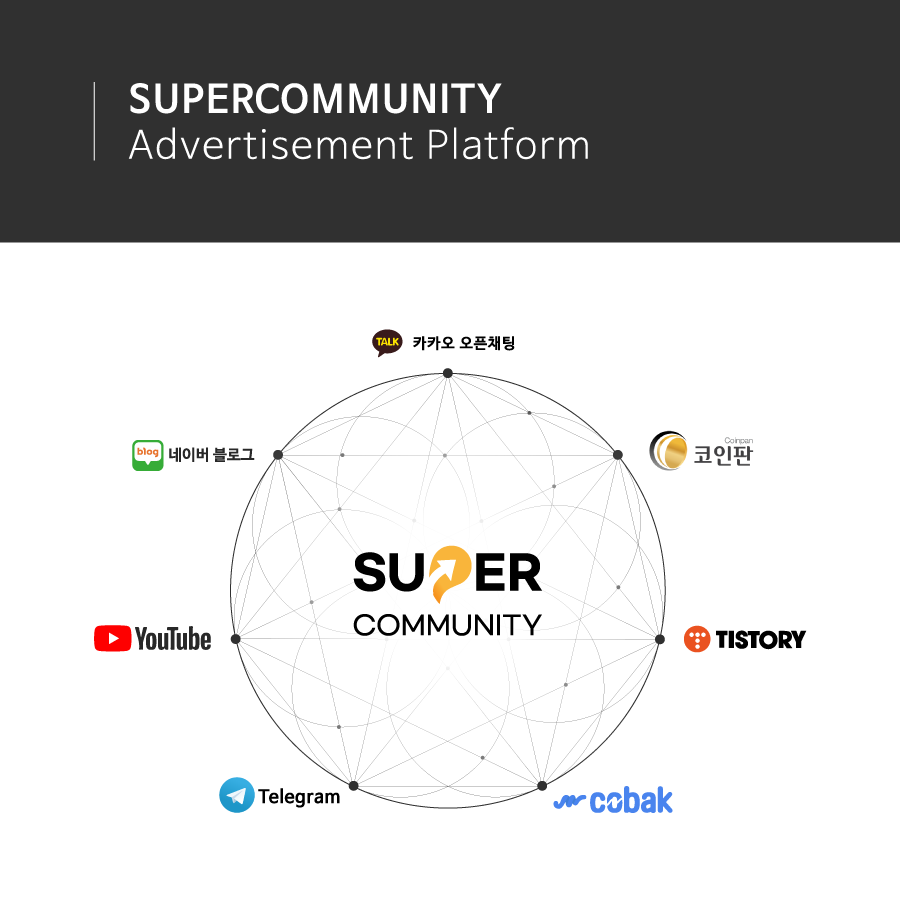 SUPERCOMMUNITY
Advertisement Platform
TALK 카카오 오픈채팅
blog 네이버 블로그
Coinpan
코인판
SUPER
COMMUNITY
YouTube
TISTORY
Telegram
cobak